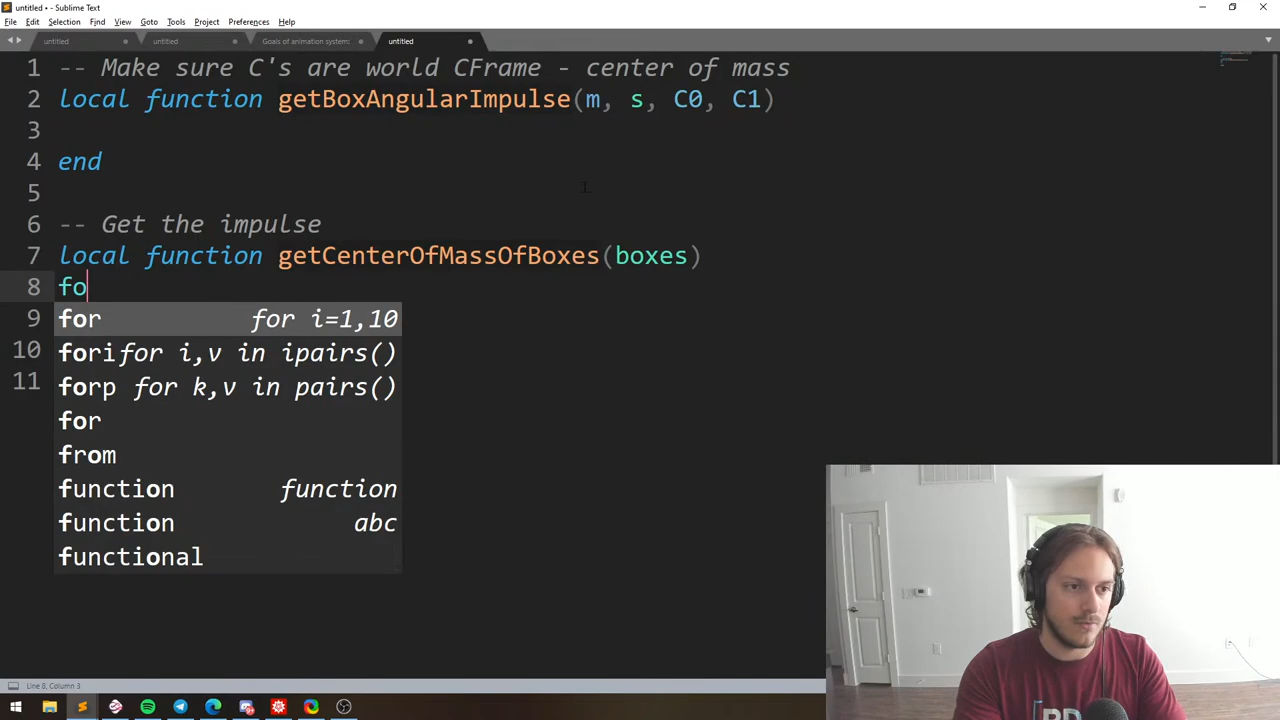 untitled • - Sublime Text
File Edit Selection Find View Goto Tools Project Preferences Help
untitled untitled Goals of animation system: untitled
1 -- Make sure C's are world CFrame - center of mass
2 local function getBoxAngularImpulse(m, s, C0, C1)
3
4 end
5
6 -- Get the impulse
7 local function getCenterOfMassOfBoxes(boxes)
8 fo
9 for for i=1,10
10 fori for i,v in ipairs()
11 forp for k,v in pairs()
for
from
function function
function abc
functional
Line 8, Column 3